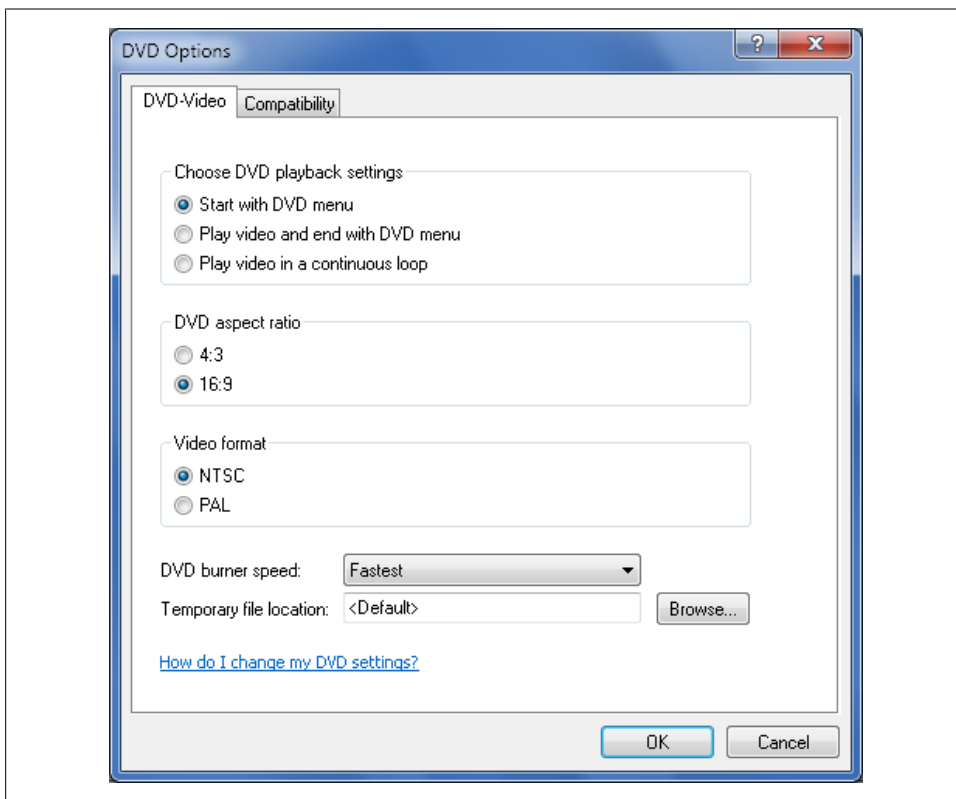 DVD Options
DVD-Video Compatibility
Choose DVD playback settings
Start with DVD menu
Play video and end with DVD menu
Play video in a continuous loop
DVD aspect ratio
4:3
16:9
Video format
NTSC
PAL
DVD burner speed: Fastest
Temporary file location: <Default> Browse...
How do I change my DVD settings?
OK Cancel